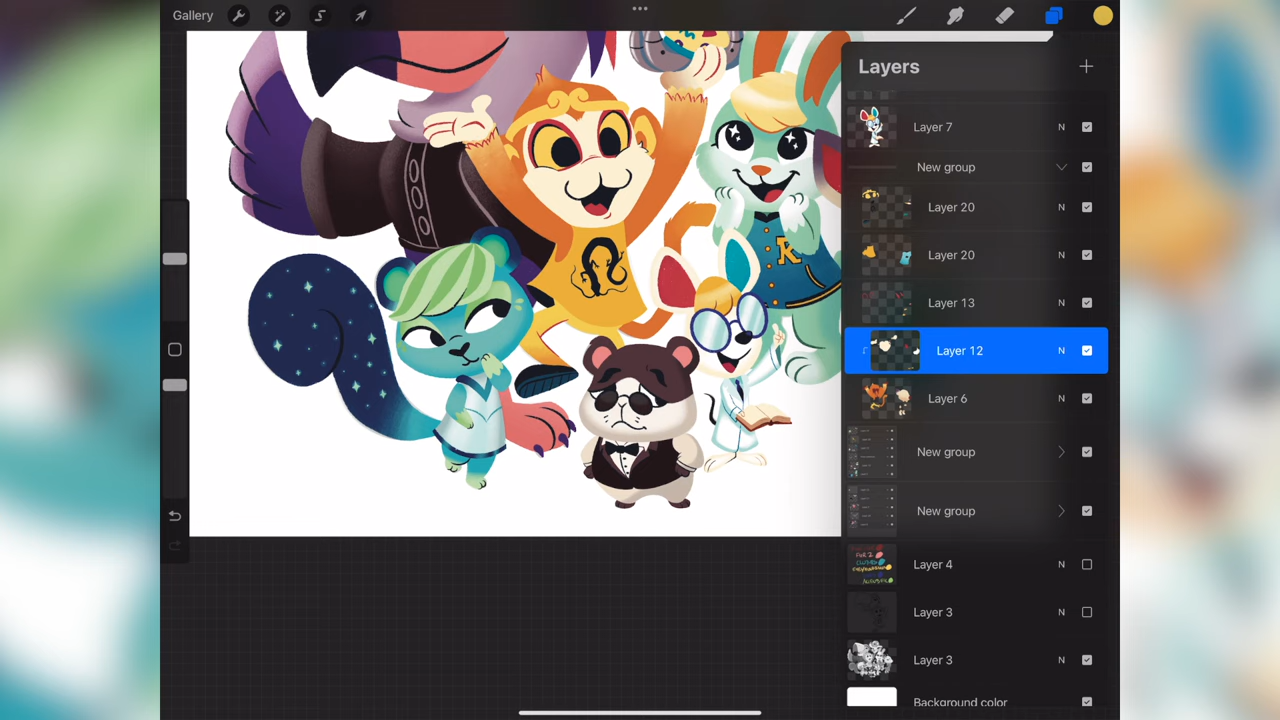 Gallery
Layers
Layer 7 N
New group
Layer 20 N
Layer 20 N
Layer 13 N
Layer 12 N
Layer 6 N
New group
New group
Layer 4 N
Layer 3 N
Layer 3 N
Background color
K